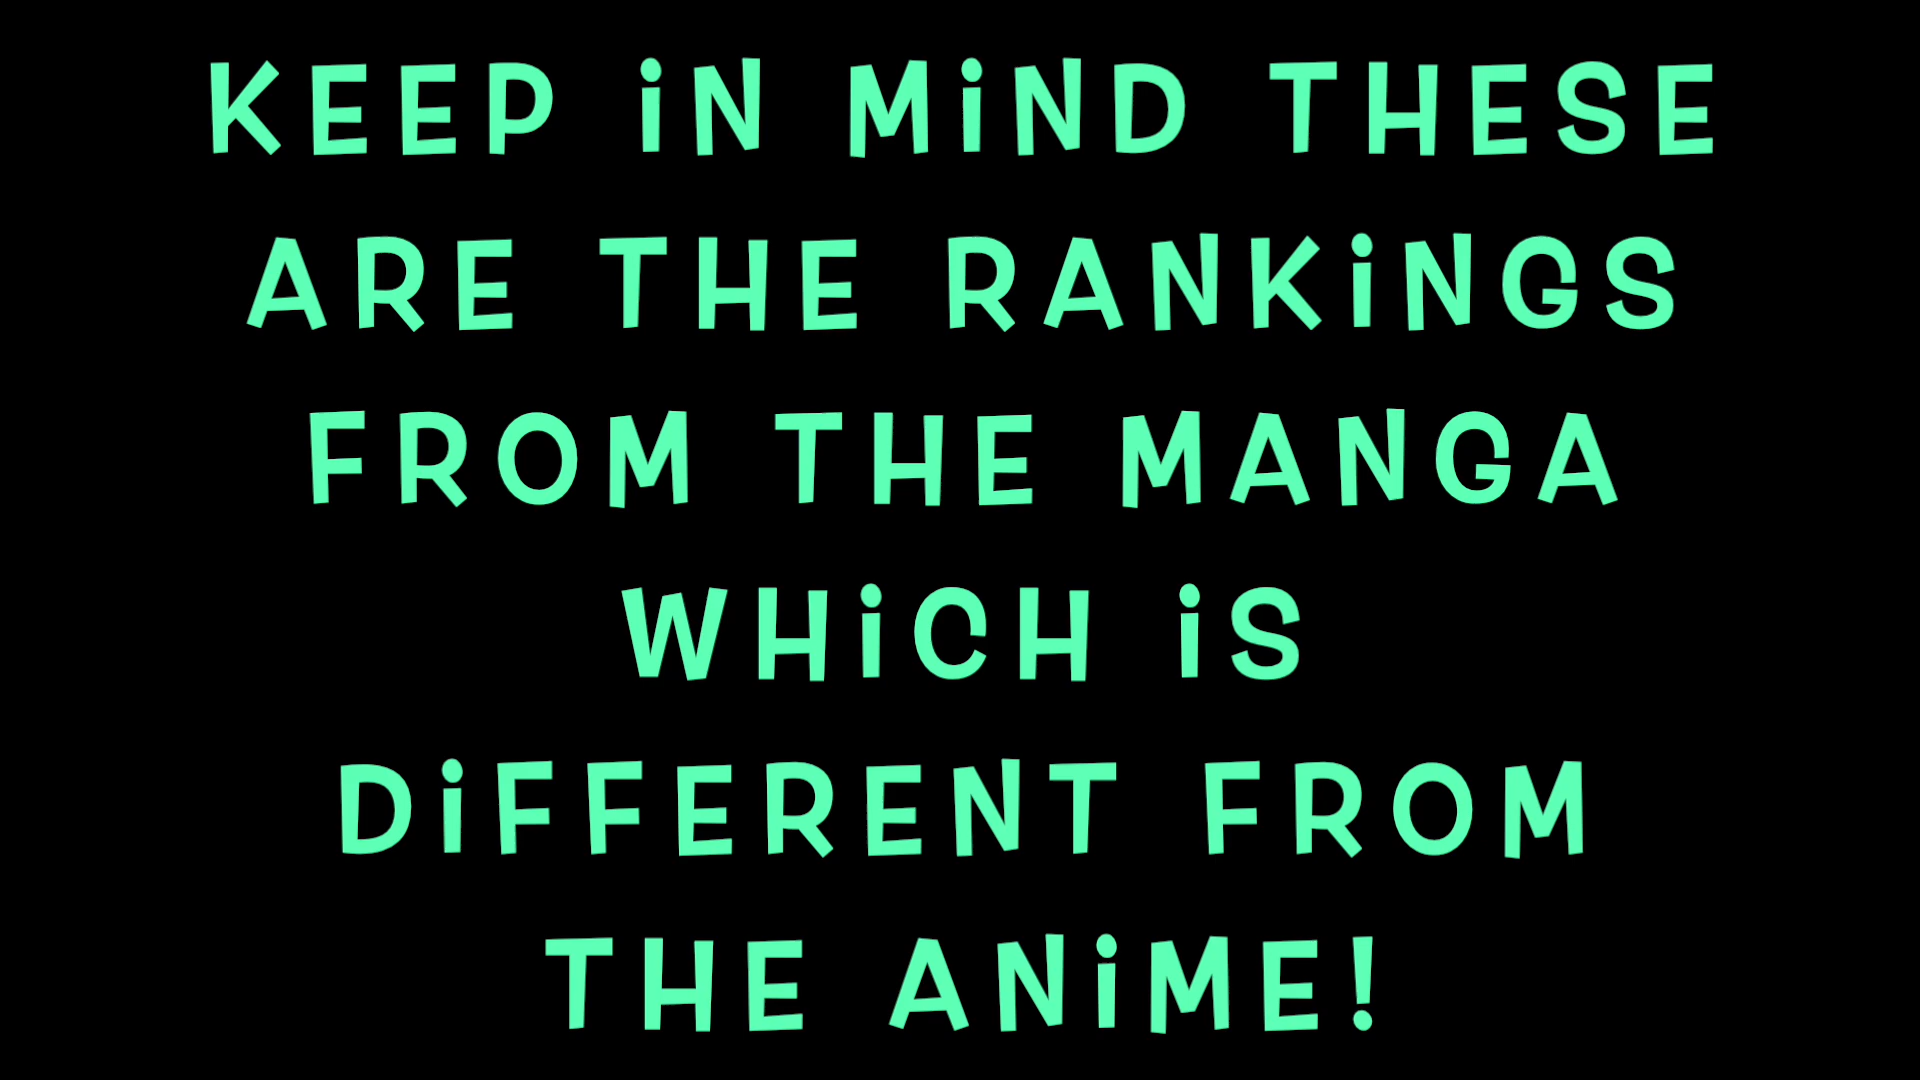 KEEP iN MiND THESE
ARE THE RANKiNGS
FROM THE MANGA
WHiCH iS
DiFFERENT FROM
THE ANiME!